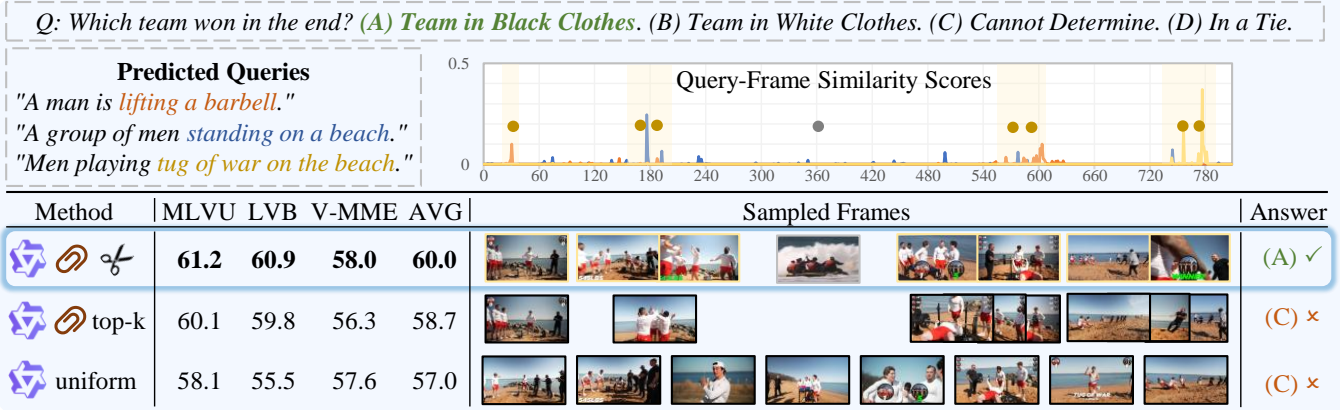 Q: Which team won in the end? (A) Team in Black Clothes. (B) Team in White Clothes. (C) Cannot Determine. (D) In a Tie.
Predicted Queries
"A man is lifting a barbell."
"A group of men standing on a beach."
"Men playing tug of war on the beach."
Query-Frame Similarity Scores
0.5
0
0 60 120 180 240 300 360 420 480 540 600 660 720 780
Method MLVU LVB V-MME AVG Sampled Frames Answer
61.2 60.9 58.0 60.0 (A) ✓
top-k 60.1 59.8 56.3 58.7 (C) ×
uniform 58.1 55.5 57.6 57.0 (C) ×
TUG OF WAR